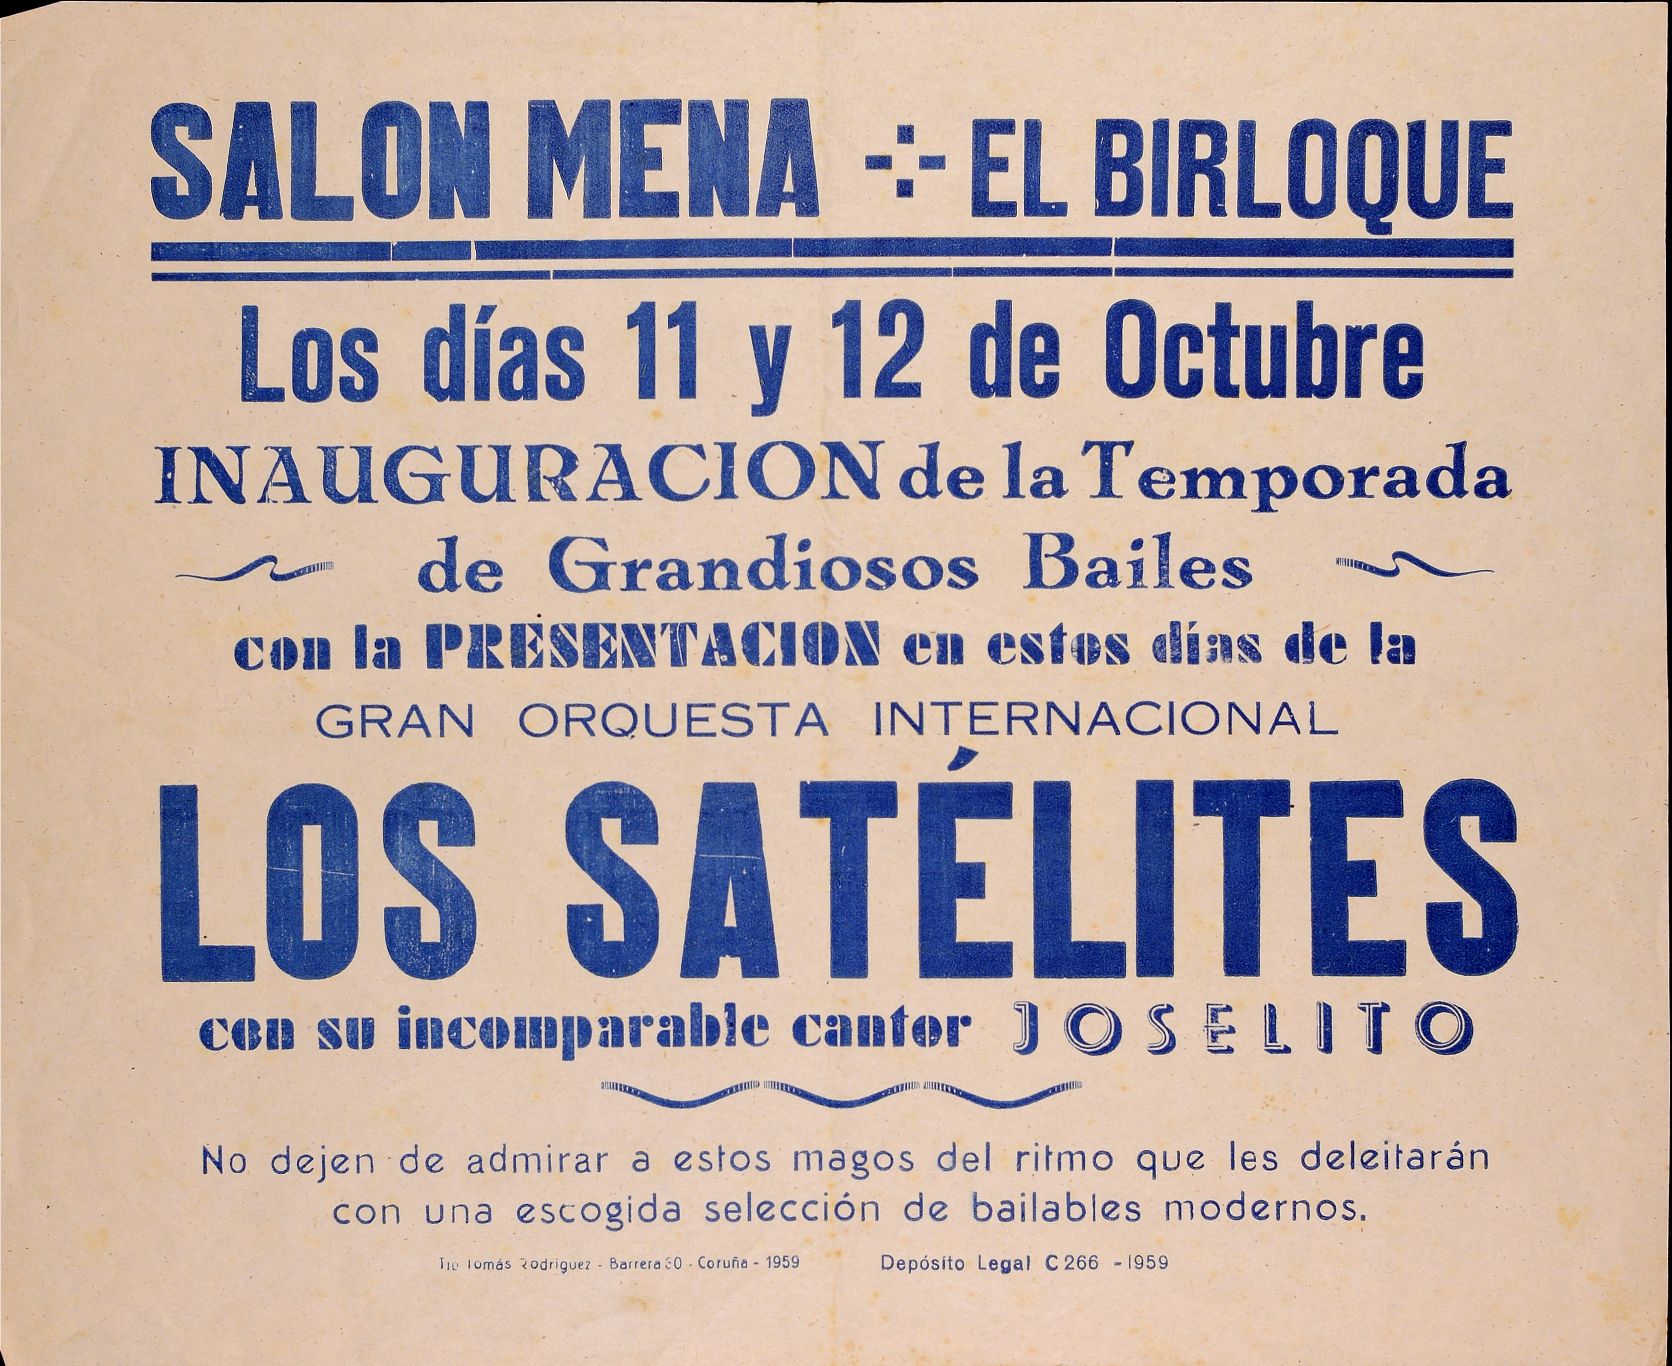 SALON MENA EL BIRLOQUE
Los días 11 y 12 de Octubre
INAUGURACION de la Temporada
de Grandiosos Bailes
con la PRESENTACION en estos días de la
GRAN ORQUESTA INTERNACIONAL
LOS SATÉLITES
con su incomparable cantor JOSELITO
No dejen de admirar a estos magos del ritmo que les deleitarán
con una escogida selección de bailables modernos.
Tomás Rodriguez - Barrera - Coruña - 1959 Depósito Legal C 266 - 1959